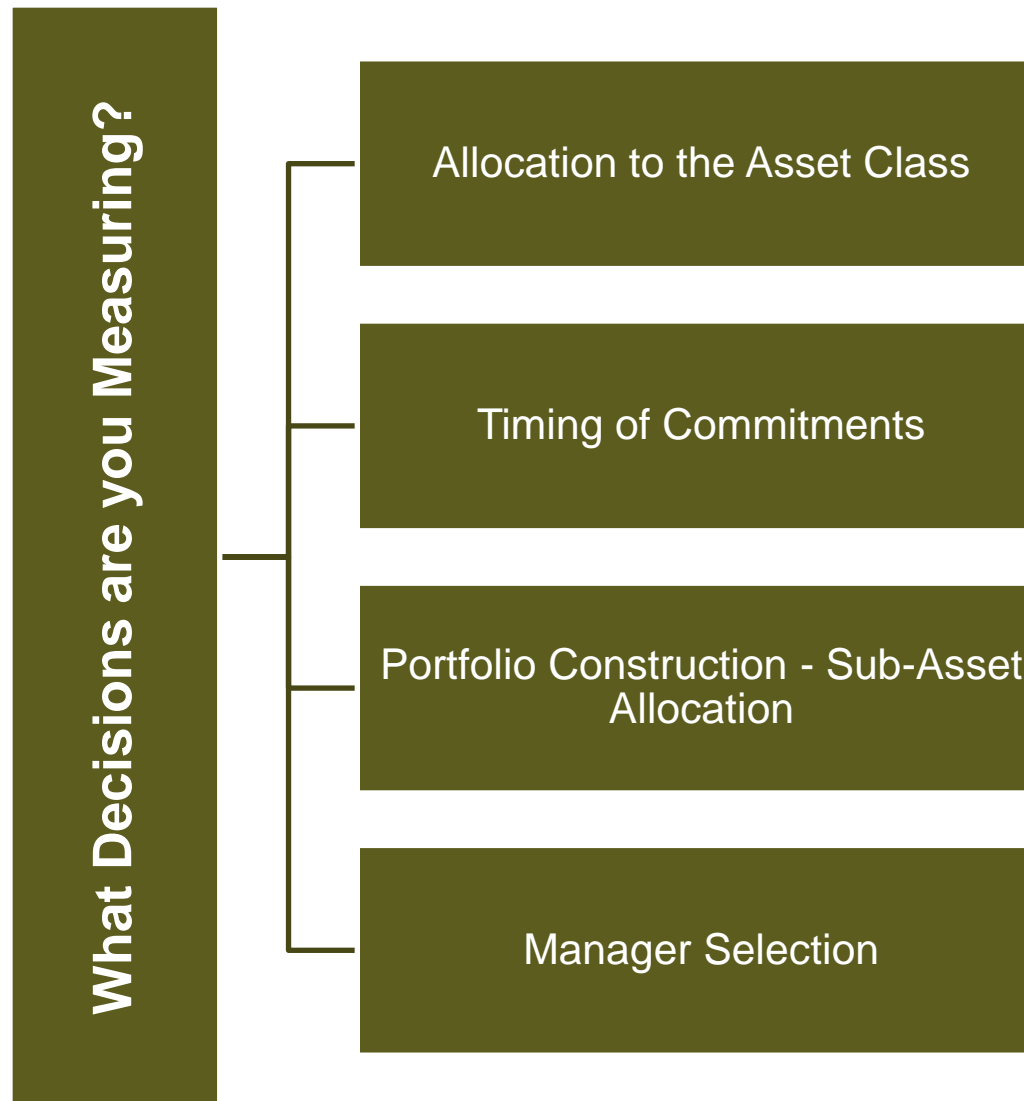 What Decisions are you Measuring?
Allocation to the Asset Class
Timing of Commitments
Portfolio Construction - Sub-Asset
Allocation
Manager Selection